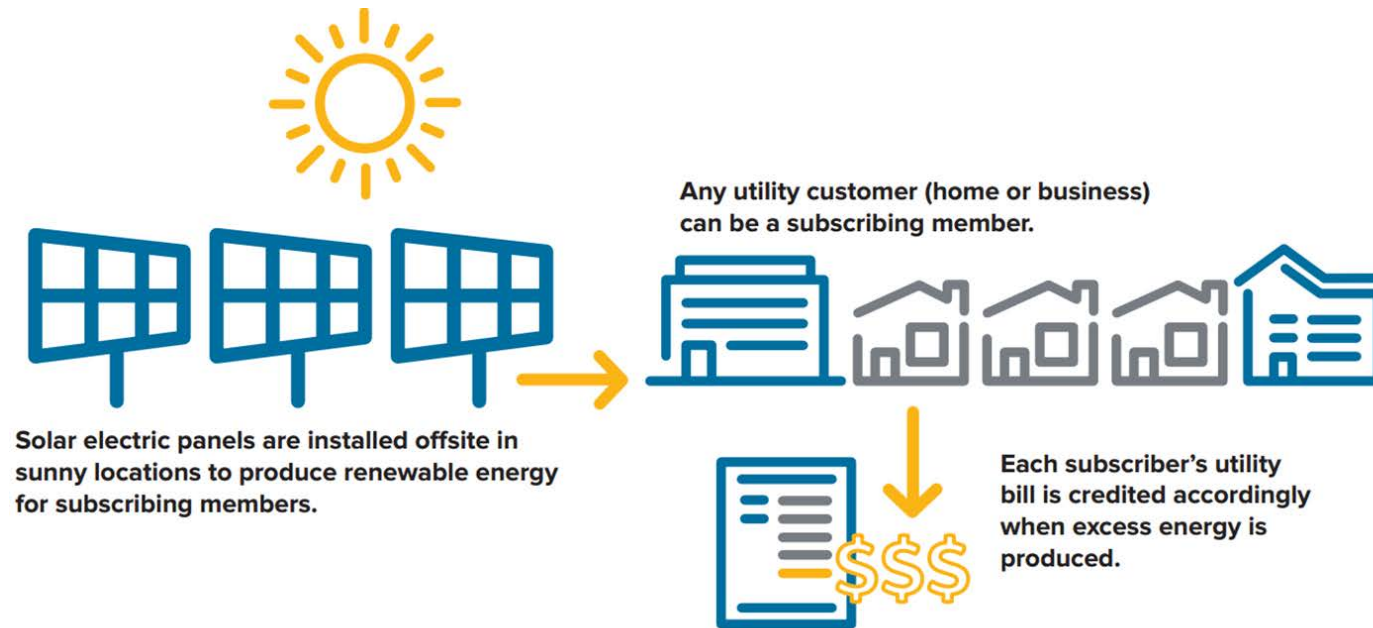 Any utility customer (home or business)
can be a subscribing member.
Solar electric panels are installed offsite in
sunny locations to produce renewable energy
for subscribing members.
Each subscriber’s utility
bill is credited accordingly
when excess energy is
produced.
$$$